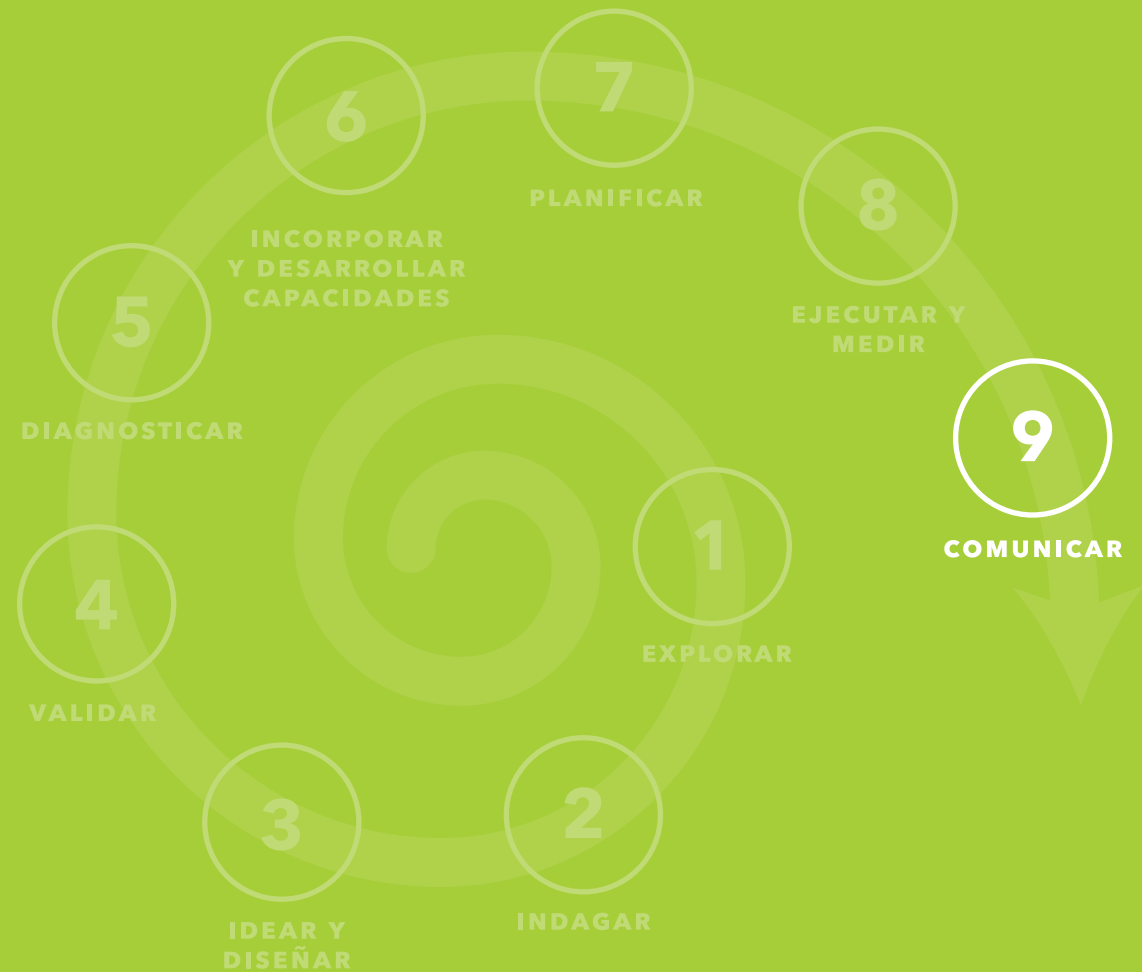 1
EXPLORAR
2
INDAGAR
3
IDEAR Y
DISEÑAR
4
VALIDAR
5
DIAGNOSTICAR
6
INCORPORAR
Y DESARROLLAR
CAPACIDADES
7
PLANIFICAR
8
EJECUTAR Y
MEDIR
9
COMUNICAR